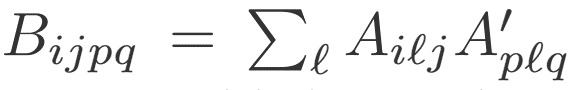 B_{ijpq} = \sum_{\ell} A_{i\ell j} A'_{p\ell q}